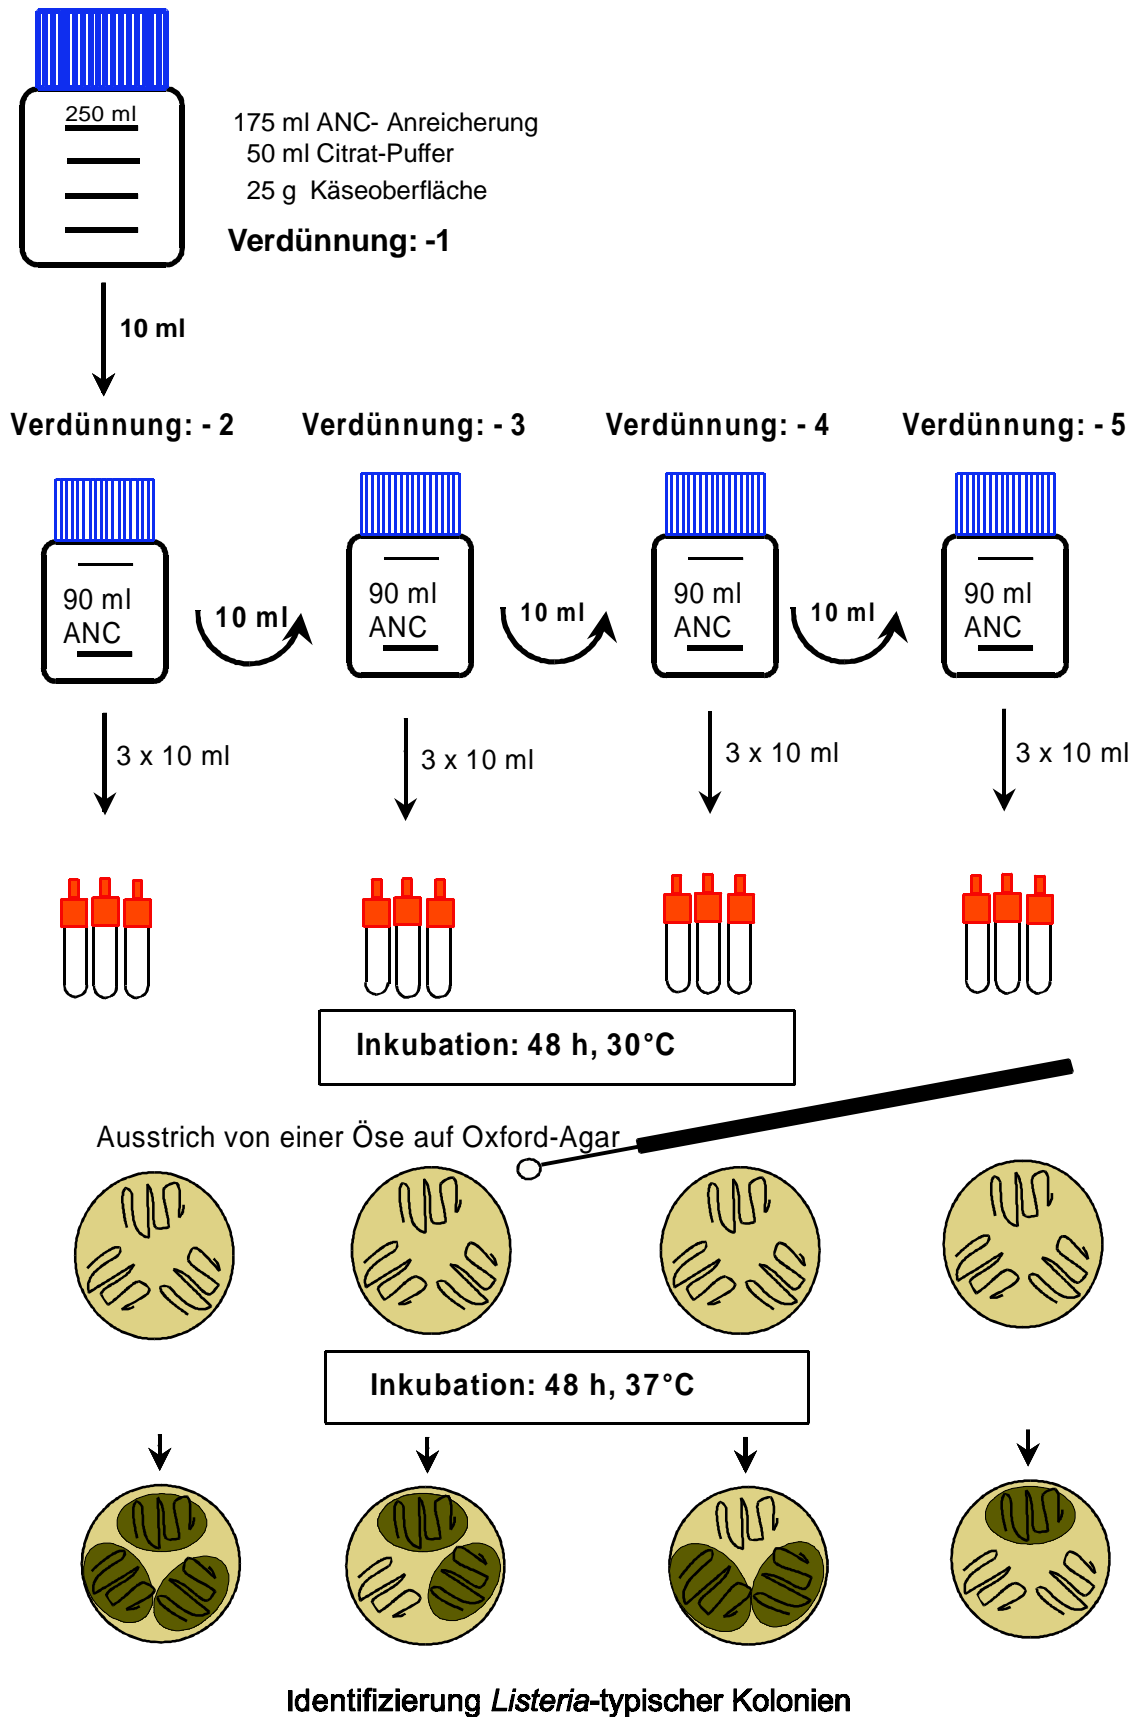 250 ml
175 ml ANC- Anreicherung
50 ml Citrat-Puffer
25 g Käseoberfläche
Verdünnung: -1
10 ml
Verdünnung: - 2
Verdünnung: - 3
Verdünnung: - 4
Verdünnung: - 5
90 ml
ANC
10 ml
90 ml
ANC
10 ml
90 ml
ANC
10 ml
90 ml
ANC
3 x 10 ml
3 x 10 ml
3 x 10 ml
3 x 10 ml
Inkubation: 48 h, 30°C
Ausstrich von einer Öse auf Oxford-Agar
Inkubation: 48 h, 37°C
Identifizierung Listeria-typischer Kolonien